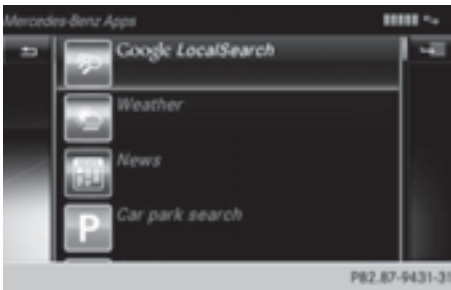 Mercedes-Benz Apps
Google LocalSearch
Weather
News
P Car park search
P82.87-9431-31